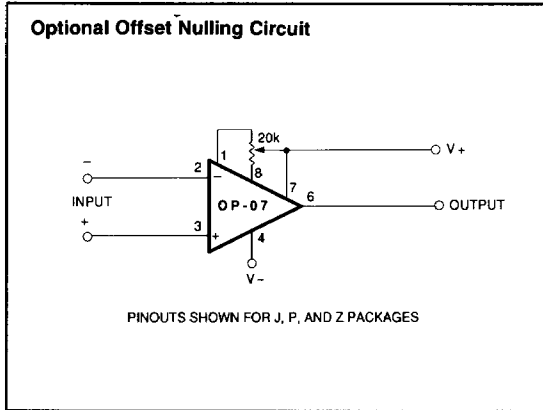 Optional Offset Nulling Circuit
20k
1
8
V+
−
2
−
7
6
INPUT
OP-07
OUTPUT
+
3
+
4
V−
PINOUTS SHOWN FOR J, P, AND Z PACKAGES